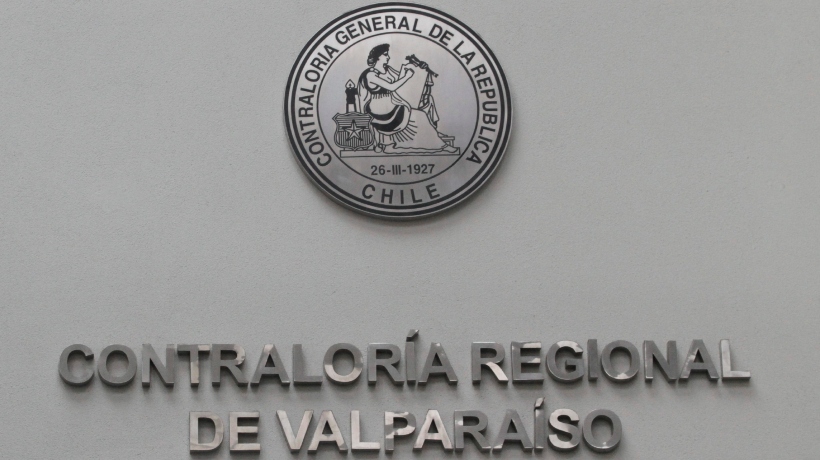 CONTRALORIA GENERAL DE LA REPUBLICA
26-III-1927
CHILE
CONTRALORÍA REGIONAL
DE VALPARAÍSO